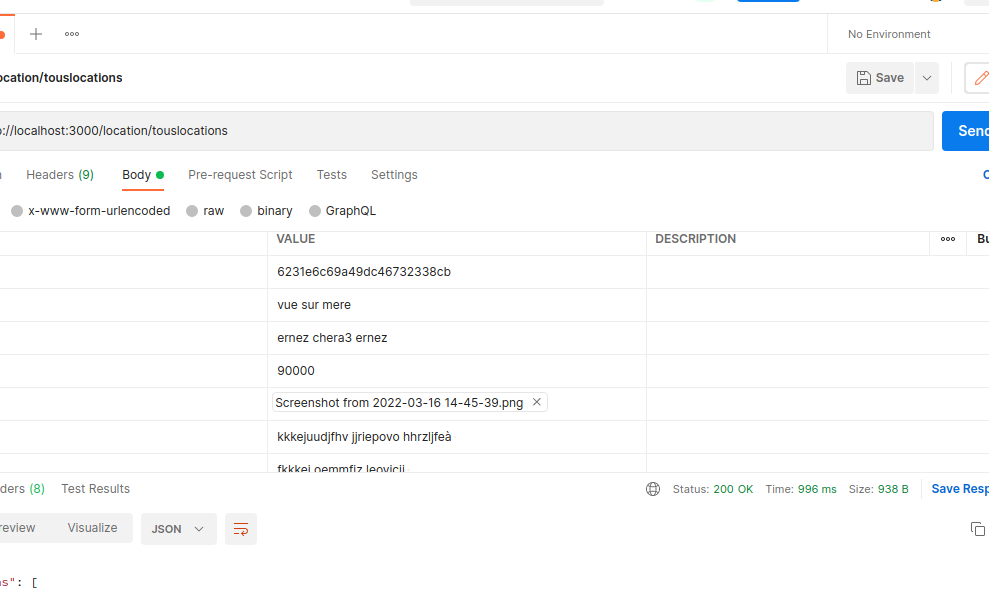 No Environment
ocation/touslocations
Save
://localhost:3000/location/touslocations
Send
Headers (9) Body Pre-request Script Tests Settings
x-www-form-urlencoded raw binary GraphQL
VALUE DESCRIPTION Bu
6231e6c69a49dc46732338cb
vue sur mere
ernez chera3 ernez
90000
Screenshot from 2022-03-16 14-45-39.png
kkkejuudjfhv jjriepovo hhrzljfeà
ders (8) Test Results Status: 200 OK Time: 996 ms Size: 938 B Save Resp
review Visualize JSON
s": [